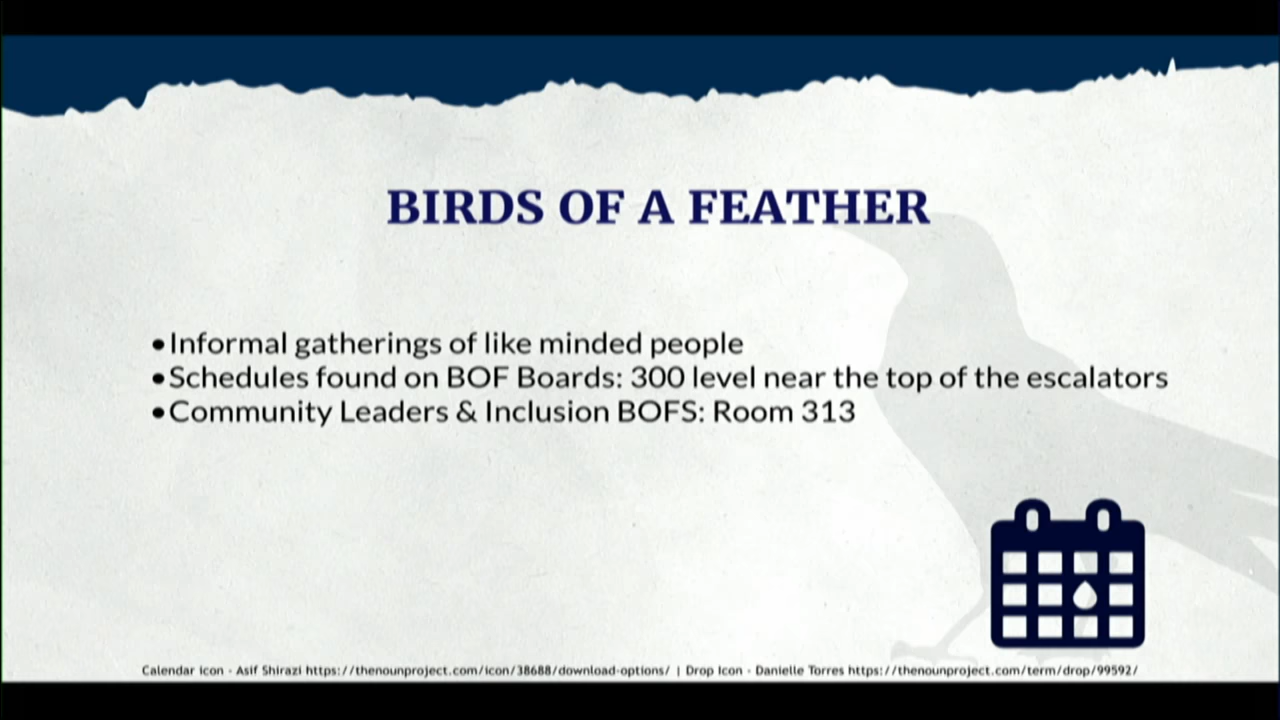 BIRDS OF A FEATHER
•Informal gatherings of like minded people
•Schedules found on BOF Boards: 300 level near the top of the escalators
•Community Leaders & Inclusion BOFS: Room 313
Calendar icon - Asif Shirazi https://thenounproject.com/icon/38688/download-options/ | Drop Icon - Danielle Torres https://thenounproject.com/term/drop/99592/